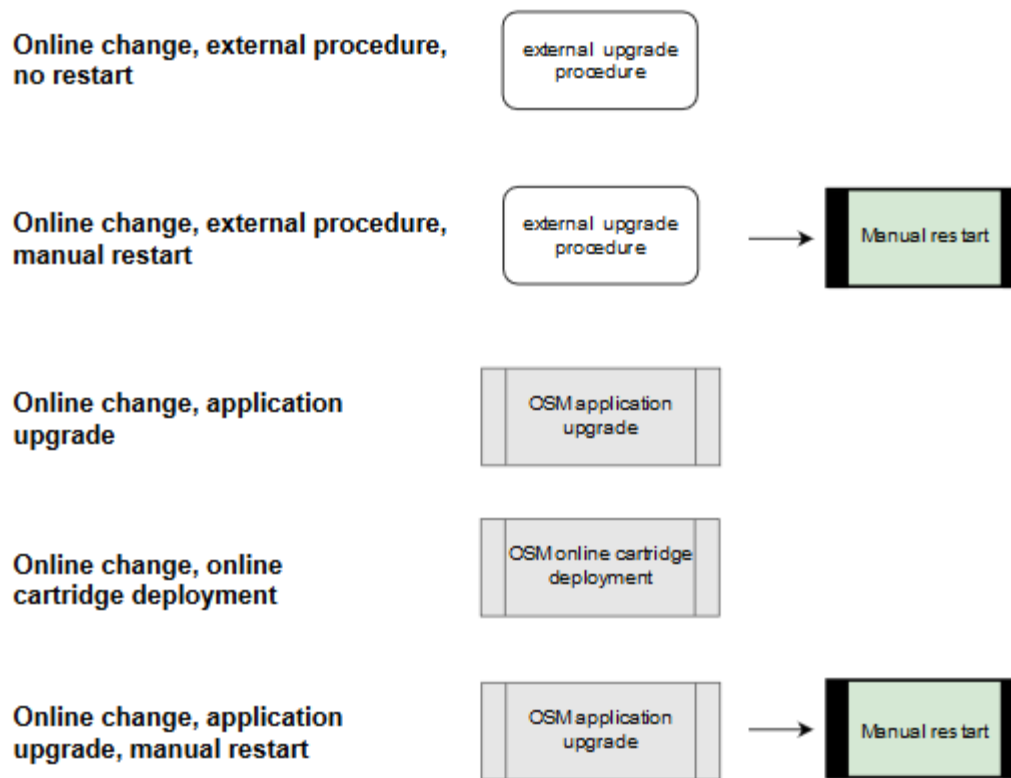 Online change, external procedure,
no restart
external upgrade
procedure
Online change, external procedure,
manual restart
external upgrade
procedure
Manual restart
Online change, application
upgrade
OSM application
upgrade
Online change, online
cartridge deployment
OSM online cartridge
deployment
Online change, application
upgrade, manual restart
OSM application
upgrade
Manual restart